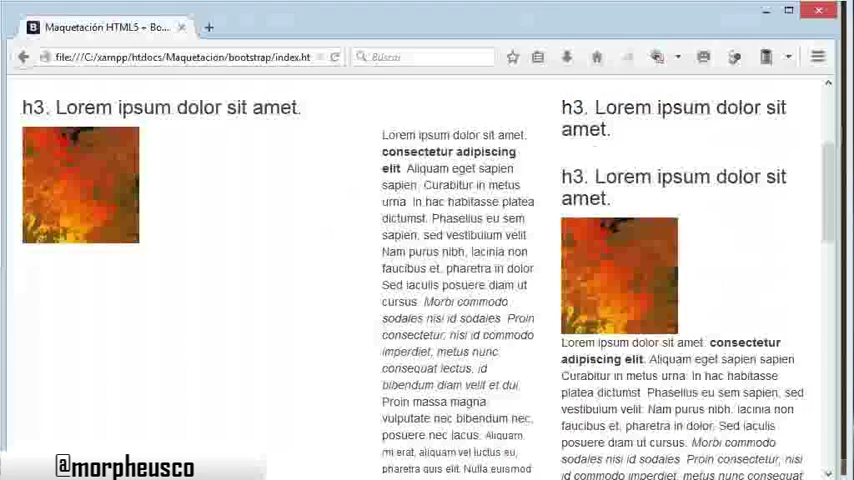 Maquetación HTML5 + Bo...
file:///C:/xampp/htdocs/Maquetacion/bootstrap/index.ht
Buscar
h3. Lorem ipsum dolor sit amet.
Lorem ipsum dolor sit amet,
consectetur adipiscing
elit. Aliquam eget sapien
sapien. Curabitur in metus
urna. In hac habitasse platea
dictumst. Phasellus eu sem
sapien, sed vestibulum velit.
Nam purus nibh, lacinia non
faucibus et, pharetra in dolor.
Sed iaculis posuere diam ut
cursus. Morbi commodo
sodales nisi id sodales. Proin
consectetur, nisi id commodo
imperdiet, metus nunc
consequat lectus, id
bibendum diam velit et dui.
Proin massa magna,
vulputate nec bibendum nec,
posuere nec lacus. Aliquam
mi erat, aliquam vel luctus eu,
pharetra quis elit. Nulla euismod
h3. Lorem ipsum dolor sit
amet.
h3. Lorem ipsum dolor sit
amet.
Lorem ipsum dolor sit amet, consectetur
adipiscing elit. Aliquam eget sapien sapien.
Curabitur in metus urna. In hac habitasse
platea dictumst. Phasellus eu sem sapien, sed
vestibulum velit. Nam purus nibh, lacinia non
faucibus et, pharetra in dolor. Sed iaculis
posuere diam ut cursus. Morbi commodo
sodales nisi id sodales. Proin consectetur, nisi
id commodo imperdiet, metus nunc consequat
@morpheusco